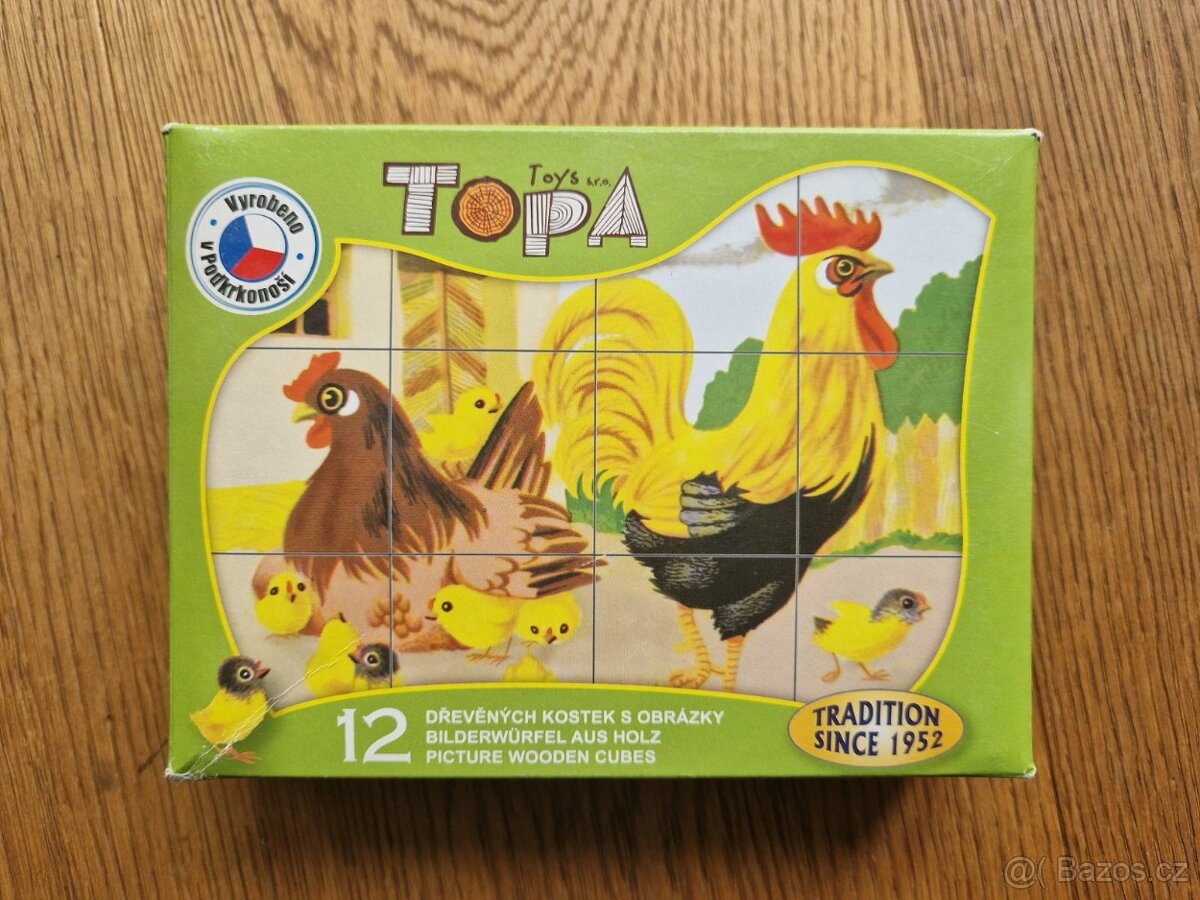 Toys s.r.o.
TOPA
Vyrobeno
v Podkrkonoší
12
DŘEVĚNÝCH KOSTEK S OBRÁZKY
BILDERWÜRFEL AUS HOLZ
PICTURE WOODEN CUBES
TRADITION
SINCE 1952
@( Bazos.cz